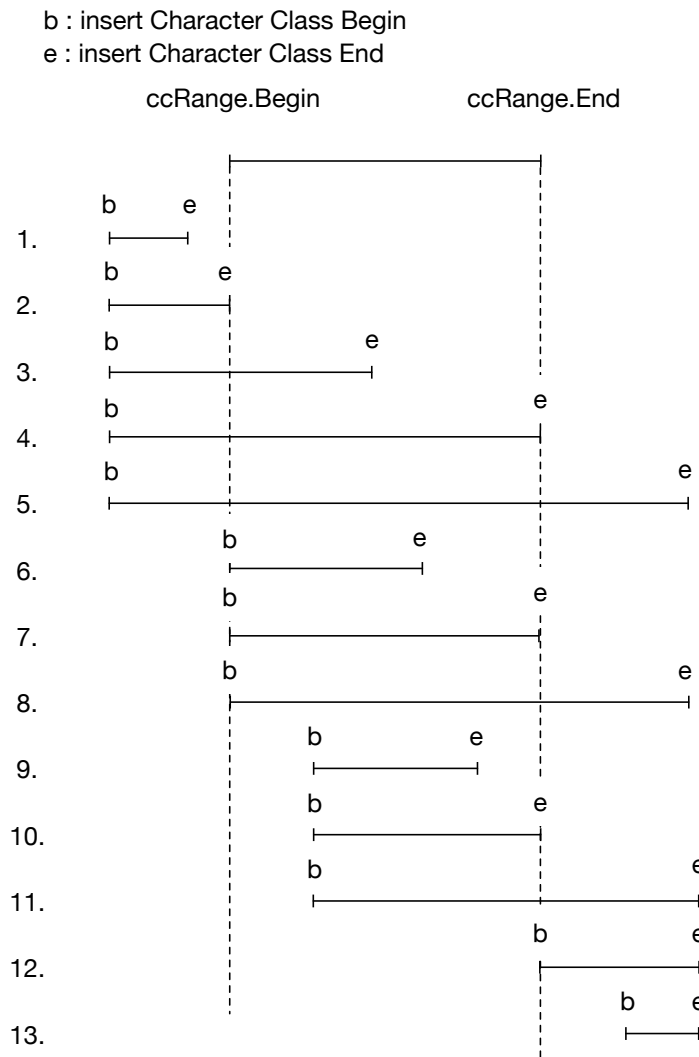 b : insert Character Class Begin
e : insert Character Class End
ccRange.Begin ccRange.End
b e
1.
b e
2.
b e
3.
b e
4.
b e
5.
b e
6.
b e
7.
b e
8.
b e
9.
b e
10.
b e
11.
b e
12.
b e
13.